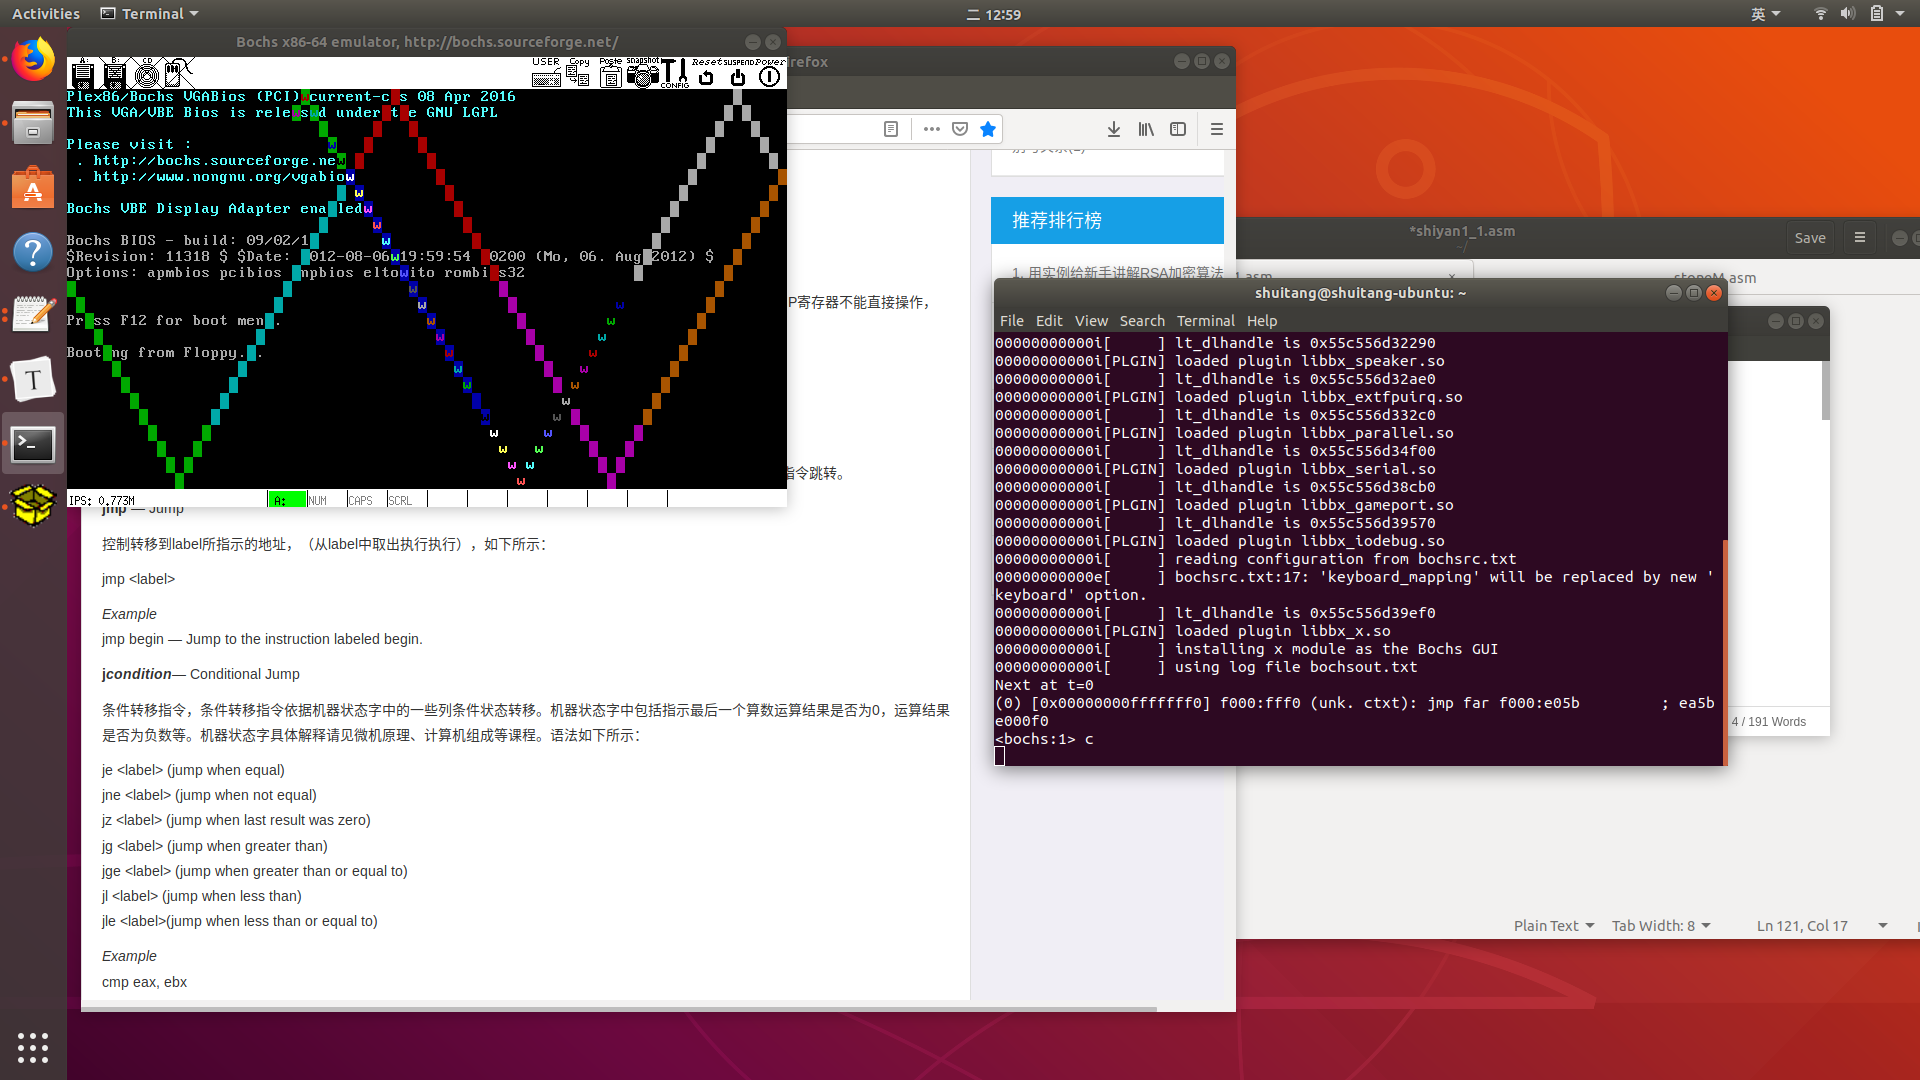 Activities
Terminal
二 12:59
英
Bochs x86-64 emulator, http://bochs.sourceforge.net/
A:
B:
CD
USER
Copy
Paste
Snapshot
CONFIG
Reset
SUSPEND
Power
Plex86/Bochs VGABios (PCI) current-c s 08 Apr 2016
This VGA/VBE Bios is rele s d under t e GNU LGPL
Please visit :
. http://bochs.sourceforge.ne
. http://www.nongnu.org/vgabio
Bochs VBE Display Adapter ena led
Bochs BIOS - build: 09/02/1
$Revision: 11318 $ $Date: 012-08-06 19:59:54 0200 (Mo, 06. Aug 2012) $
Options: apmbios pcibios npbios eltorito rombi s32
Pr ss F12 for boot men .
Boot ng from Floppy. .
IPS: 0.773M
A:
NUM
CAPS
SCRL
refox
推荐排行榜
1. 用实例给新手讲解RSA加密算法
P寄存器不能直接操作，
指令跳转。
jmp — Jump
控制转移到label所指示的地址，（从label中取出执行执行），如下所示：
jmp <label>
Example
jmp begin — Jump to the instruction labeled begin.
jcondition— Conditional Jump
条件转移指令，条件转移指令依据机器状态字中的一些列条件状态转移。机器状态字中包括指示最后一个算数运算结果是否为0，运算结果
是否为负数等。机器状态字具体解释请见微机原理、计算机组成等课程。语法如下所示：
je <label> (jump when equal)
jne <label> (jump when not equal)
jz <label> (jump when last result was zero)
jg <label> (jump when greater than)
jge <label> (jump when greater than or equal to)
jl <label> (jump when less than)
jle <label>(jump when less than or equal to)
Example
cmp eax, ebx
*shiyan1_1.asm
~/
Save
1.asm
stoneM.asm
shuitang@shuitang-ubuntu: ~
File Edit View Search Terminal Help
00000000000i[      ] lt_dlhandle is 0x55c556d32290
00000000000i[PLGIN] loaded plugin libbx_speaker.so
00000000000i[      ] lt_dlhandle is 0x55c556d32ae0
00000000000i[PLGIN] loaded plugin libbx_extfpuirq.so
00000000000i[      ] lt_dlhandle is 0x55c556d332c0
00000000000i[PLGIN] loaded plugin libbx_parallel.so
00000000000i[      ] lt_dlhandle is 0x55c556d34f00
00000000000i[PLGIN] loaded plugin libbx_serial.so
00000000000i[      ] lt_dlhandle is 0x55c556d38cb0
00000000000i[PLGIN] loaded plugin libbx_gameport.so
00000000000i[      ] lt_dlhandle is 0x55c556d39570
00000000000i[PLGIN] loaded plugin libbx_iodebug.so
00000000000i[      ] reading configuration from bochsrc.txt
00000000000e[      ] bochsrc.txt:17: 'keyboard_mapping' will be replaced by new '
keyboard' option.
00000000000i[      ] lt_dlhandle is 0x55c556d39ef0
00000000000i[PLGIN] loaded plugin libbx_x.so
00000000000i[      ] installing x module as the Bochs GUI
00000000000i[      ] using log file bochsout.txt
Next at t=0
(0) [0x00000000fffffff0] f000:fff0 (unk. ctxt): jmp far f000:e05b         ; ea5b
e000f0
<bochs:1> c
4 / 191 Words
Plain Text
Tab Width: 8
Ln 121, Col 17